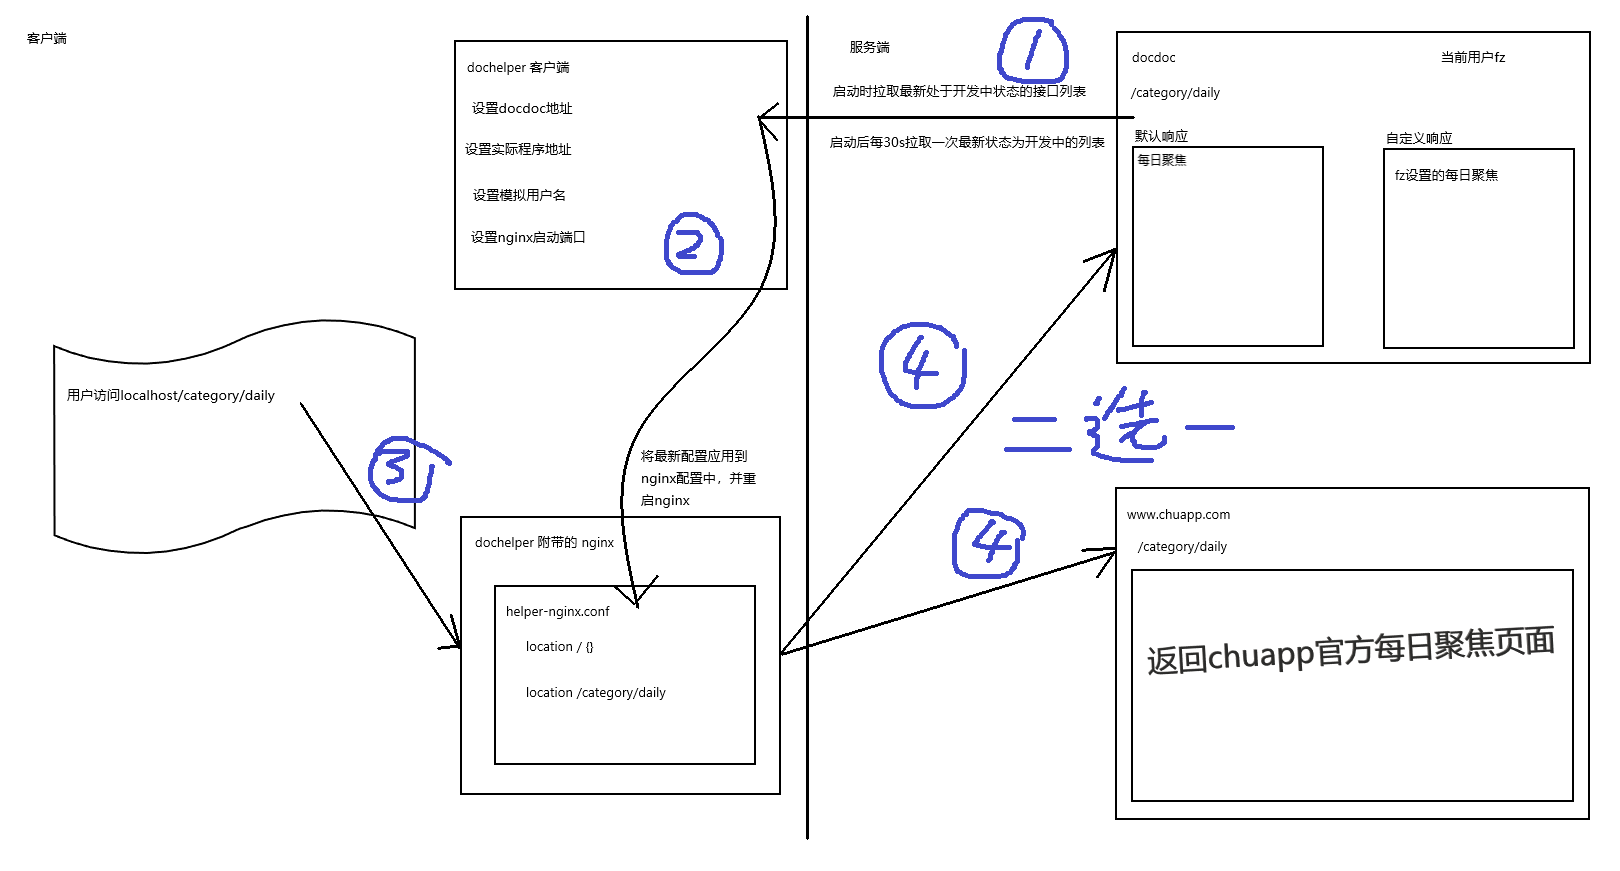 客户端
dochelper 客户端
设置docdoc地址
设置实际程序地址
设置模拟用户名
设置nginx启动端口
2
服务端
1
启动时拉取最新处于开发中状态的接口列表
启动后每30s拉取一次最新状态为开发中的列表
docdoc
当前用户fz
/category/daily
默认响应
每日聚焦
自定义响应
fz设置的每日聚焦
用户访问localhost/category/daily
3
将最新配置应用到
nginx配置中，并重
启nginx
4
二选一
4
dochelper 附带的 nginx
helper-nginx.conf
location / {}
location /category/daily
www.chuapp.com
/category/daily
返回chuapp官方每日聚焦页面